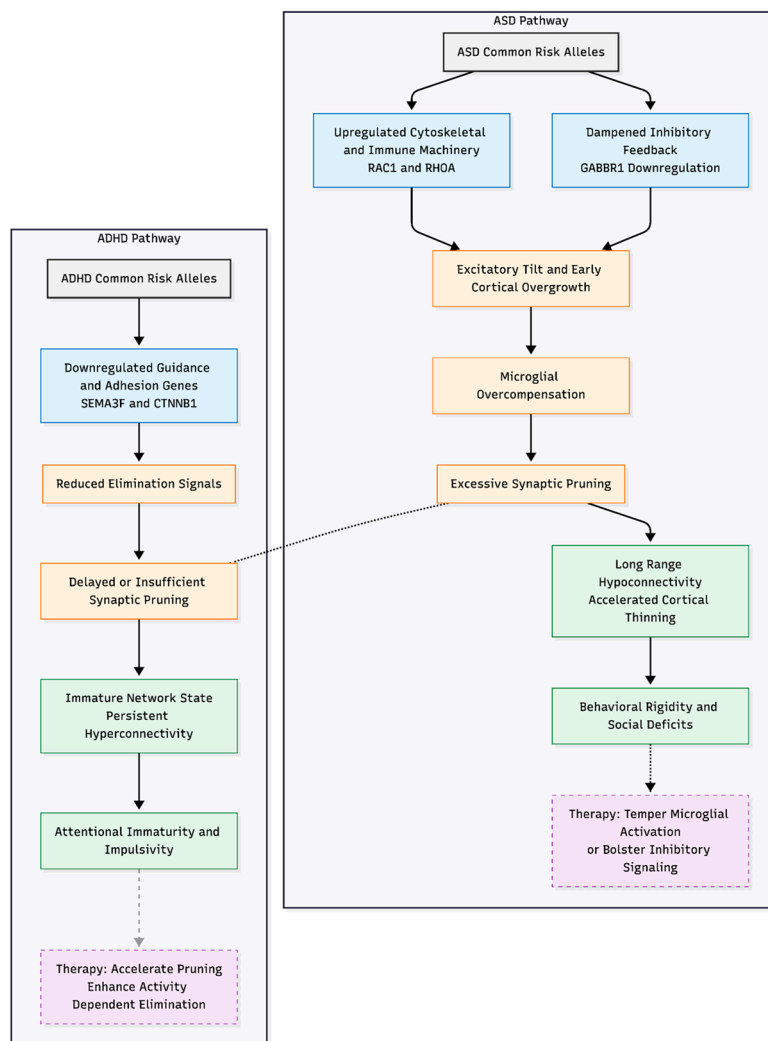 ASD Pathway
ASD Common Risk Alleles
Upregulated Cytoskeletal
and Immune Machinery
RAC1 and RHOA
Dampened Inhibitory
Feedback
GABBR1 Downregulation
Excitatory Tilt and Early
Cortical Overgrowth
Microglial
Overcompensation
Excessive Synaptic Pruning
Long Range
Hypoconnectivity
Accelerated Cortical
Thinning
Behavioral Rigidity and
Social Deficits
Therapy: Temper Microglial
Activation
or Bolster Inhibitory
Signaling
ADHD Pathway
ADHD Common Risk Alleles
Downregulated Guidance
and Adhesion Genes
SEMA3F and CTNNB1
Reduced Elimination Signals
Delayed or Insufficient
Synaptic Pruning
Immature Network State
Persistent
Hyperconnectivity
Attentional Immaturity and
Impulsivity
Therapy: Accelerate Pruning
Enhance Activity
Dependent Elimination